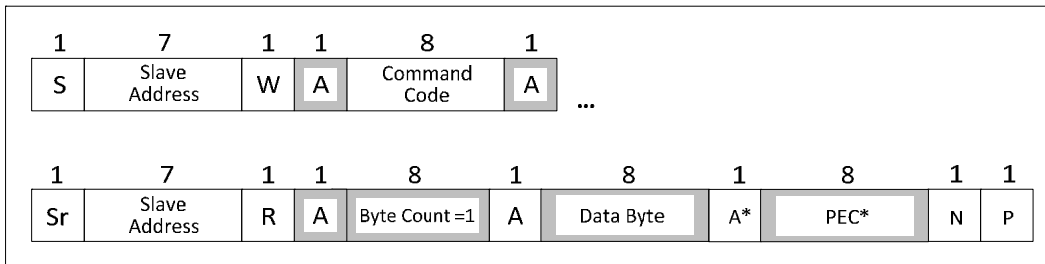 1 7 1 1 8 1
S Slave Address W A Command Code A ...
1 7 1 1 8 1 8 1 8 1 1
Sr Slave Address R A Byte Count =1 A Data Byte A* PEC* N P